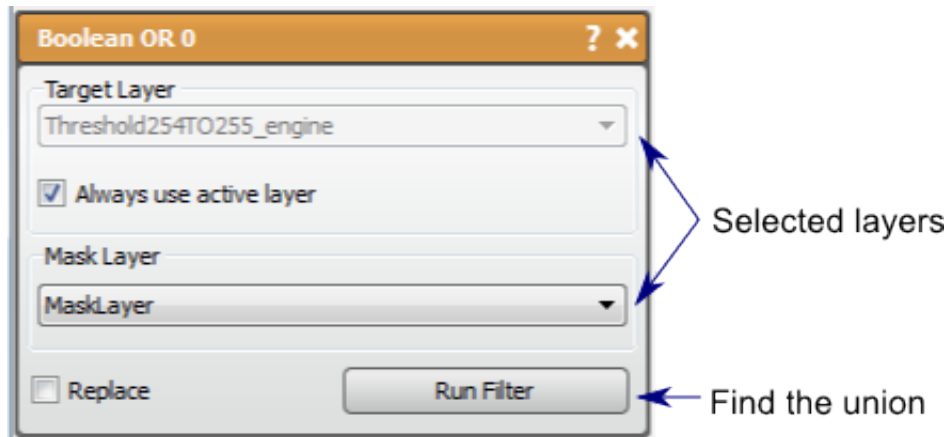 Boolean OR 0 ?
Target Layer
Threshold254TO255_engine
Always use active layer
Selected layers
Mask Layer
MaskLayer
Replace
Run Filter
Find the union